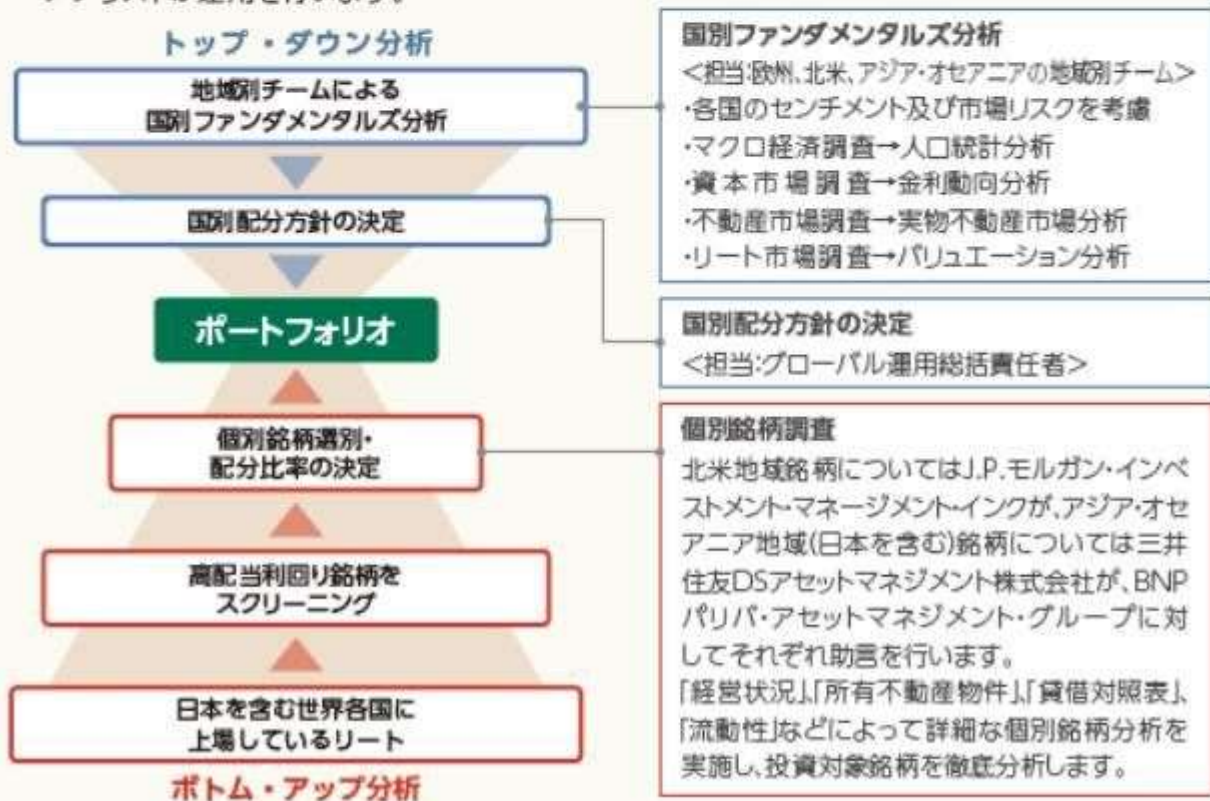 トップ・ダウン分析
地域別チームによる
国別ファンダメンタルズ分析
国別配分方針の決定
ポートフォリオ
個別銘柄選別・
配分比率の決定
高配当利回り銘柄を
スクリーニング
日本を含む世界各国に
上場しているリート
ボトム・アップ分析
国別ファンダメンタルズ分析
<担当:欧州、北米、アジア・オセアニアの地域別チーム>
・各国のセンチメント及び市場リスクを考慮
・マクロ経済調査→人口統計分析
・資本市場調査→金利動向分析
・不動産市場調査→実物不動産市場分析
・リート市場調査→バリュエーション分析
国別配分方針の決定
<担当:グローバル運用総括責任者>
個別銘柄調査
北米地域銘柄についてはJ.P.モルガン・インベ
ストメント・マネージメント・インクが、アジア・オセ
アニア地域(日本を含む)銘柄については三井
住友DSアセットマネジメント株式会社が、BNP
パリバ・アセットマネジメント・グループに対
してそれぞれ助言を行います。
「経営状況」、「所有不動産物件」、「貸借対照表」、
「流動性」などによって詳細な個別銘柄分析を
実施し、投資対象銘柄を徹底分析します。